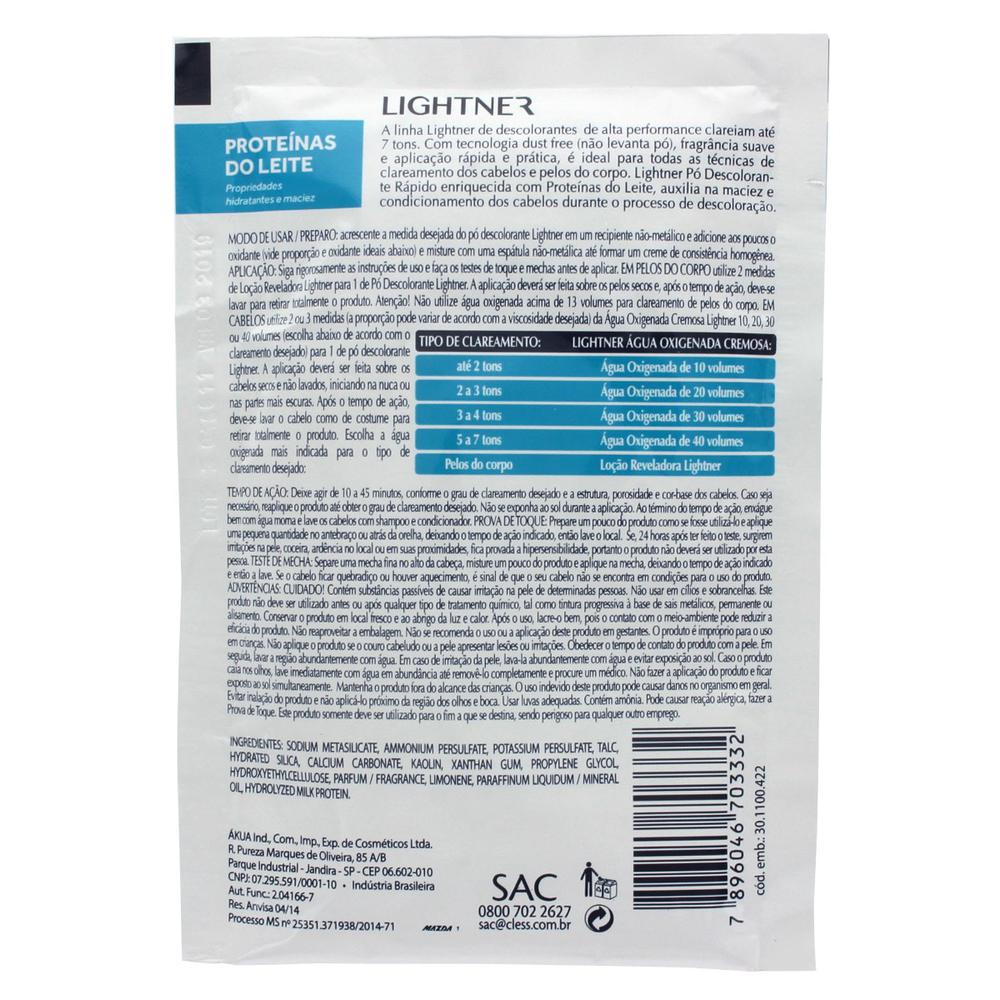 LIGHTNER
PROTEÍNAS
DO LEITE
Propriedades
hidratantes e maciez
A linha Lightner de descolorantes de alta performance clareiam até
7 tons. Com tecnologia dust free (não levanta pó), fragrância suave
e aplicação rápida e prática, é ideal para todas as técnicas de
clareamento dos cabelos e pelos do corpo. Lightner Pó Descoloran-
te Rápido enriquecida com Proteínas do Leite, auxilia na maciez e
condicionamento dos cabelos durante o processo de descoloração.
MODO DE USAR / PREPARO: acrescente a medida desejada do pó descolorante Lightner em um recipiente não-metálico e adicione aos poucos o
oxidante (vide proporção e oxidante ideais abaixo) e misture com uma espátula não-metálica até formar um creme de consistência homogênea.
APLICAÇÃO: Siga rigorosamente as instruções de uso e faça os testes de toque e mechas antes de aplicar. EM PELOS DO CORPO utilize 2 medidas
de Loção Reveladora Lightner para 1 de Pó Descolorante Lightner. A aplicação deverá ser feita sobre os pelos secos e, após o tempo de ação, deve-se
lavar para retirar totalmente o produto. Atenção! Não utilize água oxigenada acima de 13 volumes para clareamento de pelos do corpo. EM
CABELOS utilize 2 ou 3 medidas (a proporção pode variar de acordo com a viscosidade desejada) da Água Oxigenada Cremosa Lightner 10, 20, 30
ou 40 volumes (escolha abaixo de acordo com o
clareamento desejado) para 1 de pó descolorante
Lightner. A aplicação deverá ser feita sobre os
cabelos secos e não lavados, iniciando na nuca ou
nas partes mais escuras. Após o tempo de ação,
deve-se lavar o cabelo como de costume para
retirar totalmente o produto. Escolha a água
oxigenada mais indicada para o tipo de
clareamento desejado:
TIPO DE CLAREAMENTO: LIGHTNER ÁGUA OXIGENADA CREMOSA:
até 2 tons Água Oxigenada de 10 volumes
2 a 3 tons Água Oxigenada de 20 volumes
3 a 4 tons Água Oxigenada de 30 volumes
5 a 7 tons Água Oxigenada de 40 volumes
Pelos do corpo Loção Reveladora Lightner
TEMPO DE AÇÃO: Deixe agir de 10 a 45 minutos, conforme o grau de clareamento desejado e a estrutura, porosidade e cor-base dos cabelos. Caso seja
necessário, reaplique o produto até obter o grau de clareamento desejado. Não se exponha ao sol durante a aplicação. Ao término do tempo de ação, enxágue
bem com água morna e lave os cabelos com shampoo e condicionador. PROVA DE TOQUE: Prepare um pouco do produto como se fosse utilizá-lo e aplique
uma pequena quantidade no antebraço ou atrás da orelha, deixando o tempo de ação indicado, então lave o local. Se, 24 horas após ter feito o teste, surgirem
irritações na pele, coceira, ardência no local ou em suas proximidades, fica provada a hipersensibilidade, portanto o produto não deverá ser utilizado por esta
pessoa. TESTE DE MECHA: Separe uma mecha fina no alto da cabeça, misture um pouco do produto e aplique na mecha, deixando o tempo de ação indicado
e então a lave. Se o cabelo ficar quebradiço ou houver aquecimento, é sinal de que o seu cabelo não se encontra em condições para o uso do produto.
ADVERTÊNCIAS: CUIDADO! Contém substâncias passíveis de causar irritação na pele de determinadas pessoas. Não usar em cílios e sobrancelhas. Este
produto não deve ser utilizado antes ou após qualquer tipo de tratamento químico, tal como tintura progressiva à base de sais metálicos, permanente ou
alisamento. Conservar o produto em local fresco e ao abrigo da luz e calor. Após o uso, lacre-o bem, pois o contato com o meio-ambiente pode reduzir a
eficácia do produto. Não reaproveitar a embalagem. Não se recomenda o uso ou a aplicação deste produto em gestantes. O produto é impróprio para o uso
em crianças. Não aplique o produto se o couro cabeludo ou a pele apresentar lesões ou irritações. Obedecer o tempo de contato do produto com a pele. Em
seguida, lavar a região abundantemente com água. Em caso de irritação da pele, lava-la abundantemente com água e evitar exposição ao sol. Caso o produto
caia nos olhos, lave imediatamente com água em abundância até removê-lo completamente e procure um médico. Não fazer a aplicação do produto e ficar
exposto ao sol simultaneamente. Mantenha o produto fora do alcance das crianças. O uso indevido deste produto pode causar danos no organismo em geral.
Evitar inalação do produto e não aplicá-lo próximo da região dos olhos e boca. Usar luvas adequadas. Contém amônia. Pode causar reação alérgica, fazer a
Prova de Toque. Este produto somente deve ser utilizado para o fim a que se destina, sendo perigoso para qualquer outro emprego.
INGREDIENTES: SODIUM METASILICATE, AMMONIUM PERSULFATE, POTASSIUM PERSULFATE, TALC,
HYDRATED SILICA, CALCIUM CARBONATE, KAOLIN, XANTHAN GUM, PROPYLENE GLYCOL,
HYDROXYETHYLCELLULOSE, PARFUM / FRAGRANCE, LIMONENE, PARAFFINUM LIQUIDUM / MINERAL
OIL, HYDROLYZED MILK PROTEIN.
ÁKUA Ind., Com., Imp., Exp. de Cosméticos Ltda.
R. Pureza Marques de Oliveira, 85 A/B
Parque Industrial - Jandira - SP - CEP 06.602-010
CNPJ: 07.295.591/0001-10 • Indústria Brasileira
Aut. Func.: 2.04166-7
Res. Anvisa 04/14
Processo MS nº 25351.371938/2014-71
MAZDA 1
SAC
0800 702 2627
sac@cless.com.br
7 896046 703332
cód. emb.: 30.1100.422